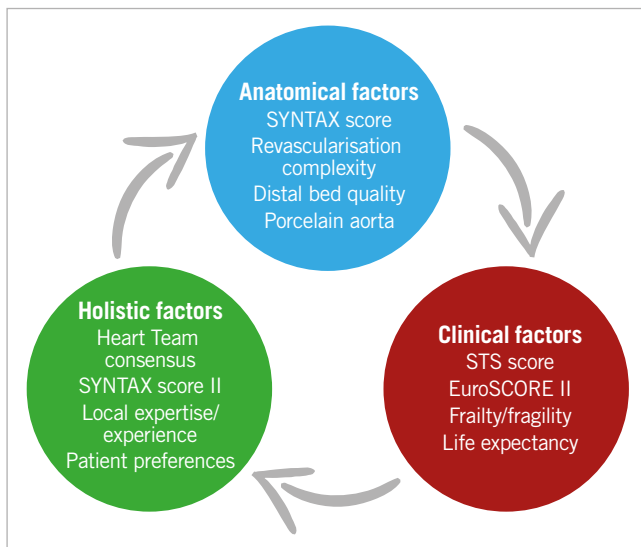 Anatomical factors
SYNTAX score
Revascularisation
complexity
Distal bed quality
Porcelain aorta
Holistic factors
Heart Team
consensus
SYNTAX score II
Local expertise/
experience
Patient preferences
Clinical factors
STS score
EuroSCORE II
Frailty/fragility
Life expectancy